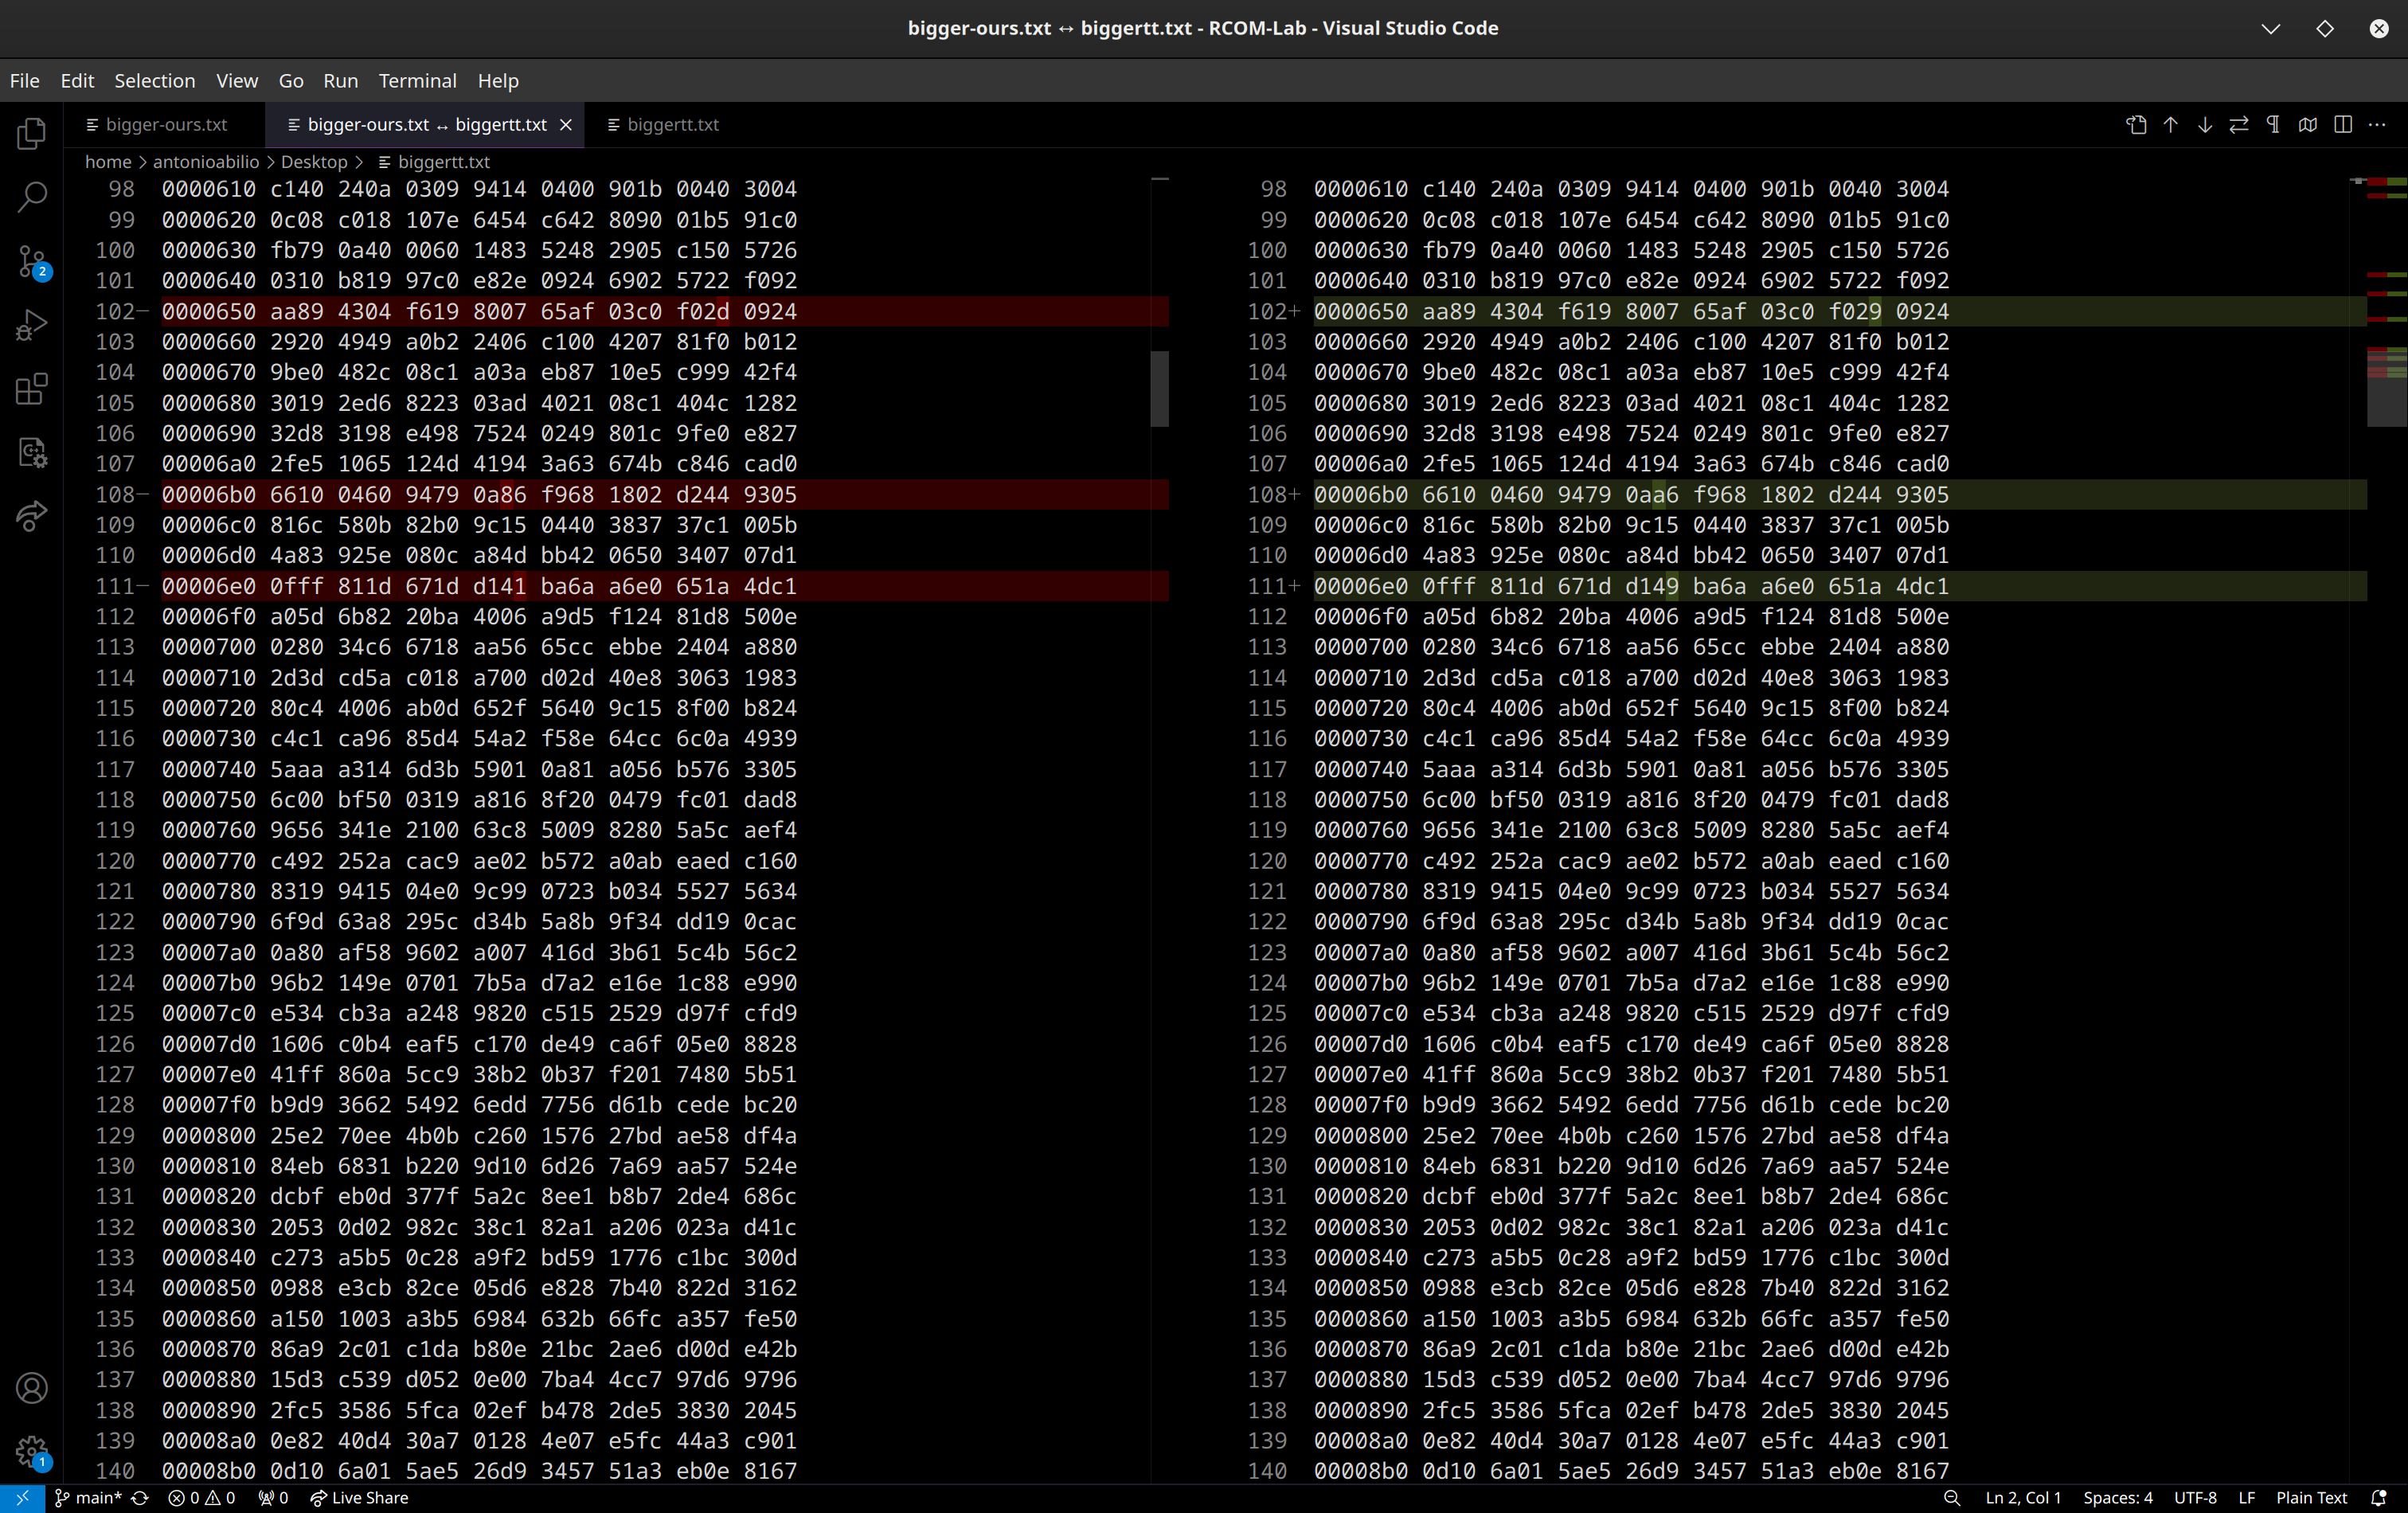 bigger-ours.txt ↔ biggertt.txt - RCOM-Lab - Visual Studio Code
File Edit Selection View Go Run Terminal Help
bigger-ours.txt bigger-ours.txt ↔ biggertt.txt biggertt.txt
home > antonioabilio > Desktop > biggertt.txt
98 0000610 c140 240a 0309 9414 0400 901b 0040 3004
99 0000620 0c08 c018 107e 6454 c642 8090 01b5 91c0
100 0000630 fb79 0a40 0060 1483 5248 2905 c150 5726
101 0000640 0310 b819 97c0 e82e 0924 6902 5722 f092
102− 0000650 aa89 4304 f619 8007 65af 03c0 f02d 0924
103 0000660 2920 4949 a0b2 2406 c100 4207 81f0 b012
104 0000670 9be0 482c 08c1 a03a eb87 10e5 c999 42f4
105 0000680 3019 2ed6 8223 03ad 4021 08c1 404c 1282
106 0000690 32d8 3198 e498 7524 0249 801c 9fe0 e827
107 00006a0 2fe5 1065 124d 4194 3a63 674b c846 cad0
108− 00006b0 6610 0460 9479 0a86 f968 1802 d244 9305
109 00006c0 816c 580b 82b0 9c15 0440 3837 37c1 005b
110 00006d0 4a83 925e 080c a84d bb42 0650 3407 07d1
111− 00006e0 0fff 811d 671d d141 ba6a a6e0 651a 4dc1
112 00006f0 a05d 6b82 20ba 4006 a9d5 f124 81d8 500e
113 0000700 0280 34c6 6718 aa56 65cc ebbe 2404 a880
114 0000710 2d3d cd5a c018 a700 d02d 40e8 3063 1983
115 0000720 80c4 4006 ab0d 652f 5640 9c15 8f00 b824
116 0000730 c4c1 ca96 85d4 54a2 f58e 64cc 6c0a 4939
117 0000740 5aaa a314 6d3b 5901 0a81 a056 b576 3305
118 0000750 6c00 bf50 0319 a816 8f20 0479 fc01 dad8
119 0000760 9656 341e 2100 63c8 5009 8280 5a5c aef4
120 0000770 c492 252a cac9 ae02 b572 a0ab eaed c160
121 0000780 8319 9415 04e0 9c99 0723 b034 5527 5634
122 0000790 6f9d 63a8 295c d34b 5a8b 9f34 dd19 0cac
123 00007a0 0a80 af58 9602 a007 416d 3b61 5c4b 56c2
124 00007b0 96b2 149e 0701 7b5a d7a2 e16e 1c88 e990
125 00007c0 e534 cb3a a248 9820 c515 2529 d97f cfd9
126 00007d0 1606 c0b4 eaf5 c170 de49 ca6f 05e0 8828
127 00007e0 41ff 860a 5cc9 38b2 0b37 f201 7480 5b51
128 00007f0 b9d9 3662 5492 6edd 7756 d61b cede bc20
129 0000800 25e2 70ee 4b0b c260 1576 27bd ae58 df4a
130 0000810 84eb 6831 b220 9d10 6d26 7a69 aa57 524e
131 0000820 dcbf eb0d 377f 5a2c 8ee1 b8b7 2de4 686c
132 0000830 2053 0d02 982c 38c1 82a1 a206 023a d41c
133 0000840 c273 a5b5 0c28 a9f2 bd59 1776 c1bc 300d
134 0000850 0988 e3cb 82ce 05d6 e828 7b40 822d 3162
135 0000860 a150 1003 a3b5 6984 632b 66fc a357 fe50
136 0000870 86a9 2c01 c1da b80e 21bc 2ae6 d00d e42b
137 0000880 15d3 c539 d052 0e00 7ba4 4cc7 97d6 9796
138 0000890 2fc5 3586 5fca 02ef b478 2de5 3830 2045
139 00008a0 0e82 40d4 30a7 0128 4e07 e5fc 44a3 c901
140 00008b0 0d10 6a01 5ae5 26d9 3457 51a3 eb0e 8167
98 0000610 c140 240a 0309 9414 0400 901b 0040 3004
99 0000620 0c08 c018 107e 6454 c642 8090 01b5 91c0
100 0000630 fb79 0a40 0060 1483 5248 2905 c150 5726
101 0000640 0310 b819 97c0 e82e 0924 6902 5722 f092
102+ 0000650 aa89 4304 f619 8007 65af 03c0 f029 0924
103 0000660 2920 4949 a0b2 2406 c100 4207 81f0 b012
104 0000670 9be0 482c 08c1 a03a eb87 10e5 c999 42f4
105 0000680 3019 2ed6 8223 03ad 4021 08c1 404c 1282
106 0000690 32d8 3198 e498 7524 0249 801c 9fe0 e827
107 00006a0 2fe5 1065 124d 4194 3a63 674b c846 cad0
108+ 00006b0 6610 0460 9479 0aa6 f968 1802 d244 9305
109 00006c0 816c 580b 82b0 9c15 0440 3837 37c1 005b
110 00006d0 4a83 925e 080c a84d bb42 0650 3407 07d1
111+ 00006e0 0fff 811d 671d d149 ba6a a6e0 651a 4dc1
112 00006f0 a05d 6b82 20ba 4006 a9d5 f124 81d8 500e
113 0000700 0280 34c6 6718 aa56 65cc ebbe 2404 a880
114 0000710 2d3d cd5a c018 a700 d02d 40e8 3063 1983
115 0000720 80c4 4006 ab0d 652f 5640 9c15 8f00 b824
116 0000730 c4c1 ca96 85d4 54a2 f58e 64cc 6c0a 4939
117 0000740 5aaa a314 6d3b 5901 0a81 a056 b576 3305
118 0000750 6c00 bf50 0319 a816 8f20 0479 fc01 dad8
119 0000760 9656 341e 2100 63c8 5009 8280 5a5c aef4
120 0000770 c492 252a cac9 ae02 b572 a0ab eaed c160
121 0000780 8319 9415 04e0 9c99 0723 b034 5527 5634
122 0000790 6f9d 63a8 295c d34b 5a8b 9f34 dd19 0cac
123 00007a0 0a80 af58 9602 a007 416d 3b61 5c4b 56c2
124 00007b0 96b2 149e 0701 7b5a d7a2 e16e 1c88 e990
125 00007c0 e534 cb3a a248 9820 c515 2529 d97f cfd9
126 00007d0 1606 c0b4 eaf5 c170 de49 ca6f 05e0 8828
127 00007e0 41ff 860a 5cc9 38b2 0b37 f201 7480 5b51
128 00007f0 b9d9 3662 5492 6edd 7756 d61b cede bc20
129 0000800 25e2 70ee 4b0b c260 1576 27bd ae58 df4a
130 0000810 84eb 6831 b220 9d10 6d26 7a69 aa57 524e
131 0000820 dcbf eb0d 377f 5a2c 8ee1 b8b7 2de4 686c
132 0000830 2053 0d02 982c 38c1 82a1 a206 023a d41c
133 0000840 c273 a5b5 0c28 a9f2 bd59 1776 c1bc 300d
134 0000850 0988 e3cb 82ce 05d6 e828 7b40 822d 3162
135 0000860 a150 1003 a3b5 6984 632b 66fc a357 fe50
136 0000870 86a9 2c01 c1da b80e 21bc 2ae6 d00d e42b
137 0000880 15d3 c539 d052 0e00 7ba4 4cc7 97d6 9796
138 0000890 2fc5 3586 5fca 02ef b478 2de5 3830 2045
139 00008a0 0e82 40d4 30a7 0128 4e07 e5fc 44a3 c901
140 00008b0 0d10 6a01 5ae5 26d9 3457 51a3 eb0e 8167
2
1
main* 0 0 0 Live Share Ln 2, Col 1 Spaces: 4 UTF-8 LF Plain Text